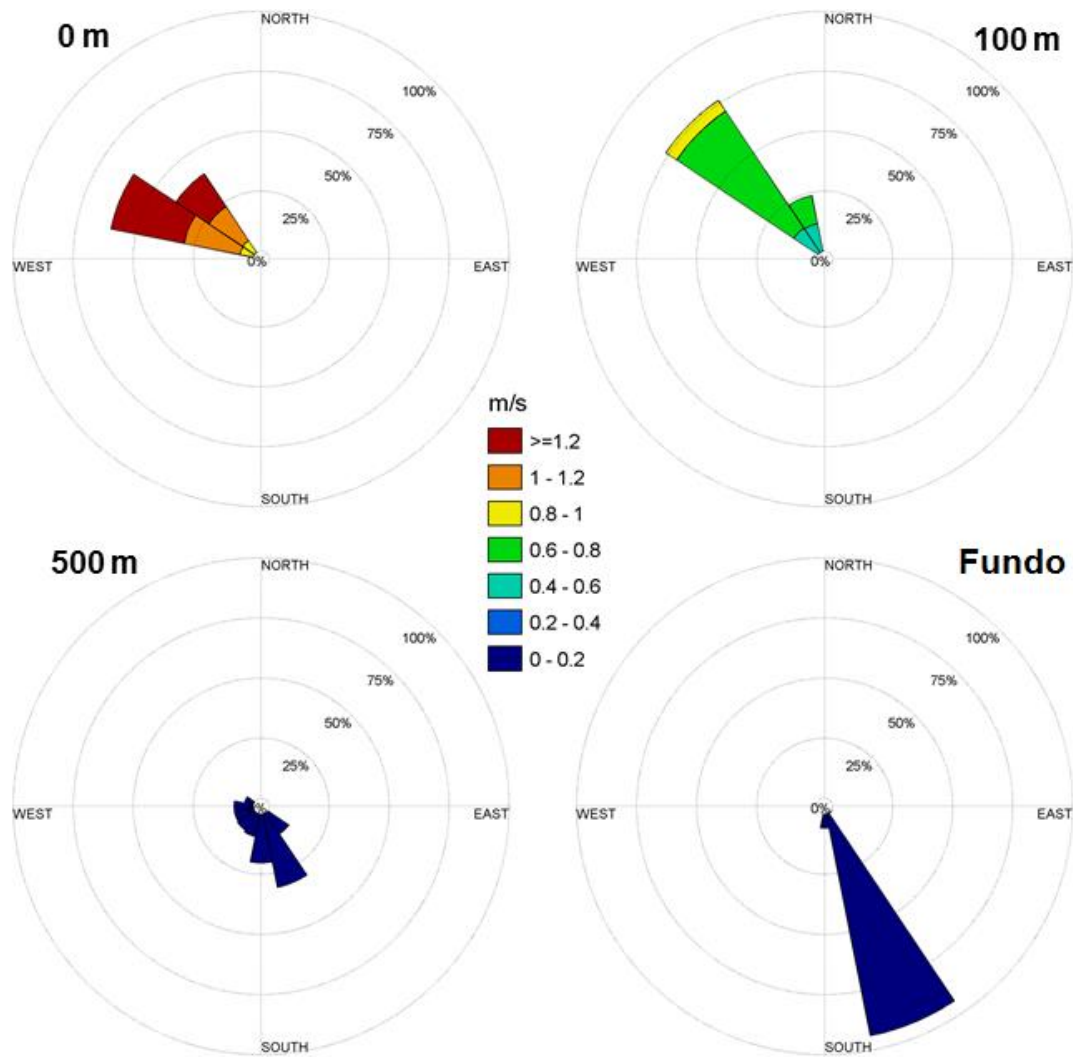 0 m
NORTH
100%
75%
50%
25%
0%
WEST
EAST
SOUTH
100 m
NORTH
100%
75%
50%
25%
0%
WEST
EAST
SOUTH
m/s
>=1.2
1 - 1.2
0.8 - 1
0.6 - 0.8
0.4 - 0.6
0.2 - 0.4
0 - 0.2
500 m
NORTH
100%
75%
50%
25%
%
WEST
EAST
SOUTH
Fundo
NORTH
100%
75%
50%
25%
0%
WEST
EAST
SOUTH